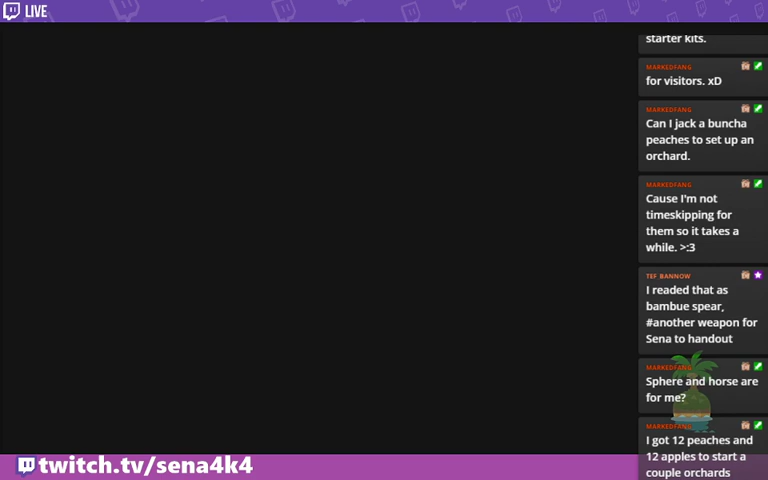 LIVE
starter kits.
MARKEDFANG
for visitors. xD
MARKEDFANG
Can I jack a buncha
peaches to set up an
orchard.
MARKEDFANG
Cause I'm not
timeskipping for
them so it takes a
while. >:3
TEF BANNOW
I readed that as
bambue spear,
#another weapon for
Sena to handout
MARKEDFANG
Sphere and horse are
for me?
MARKEDFANG
I got 12 peaches and
12 apples to start a
couple orchards
twitch.tv/sena4k4